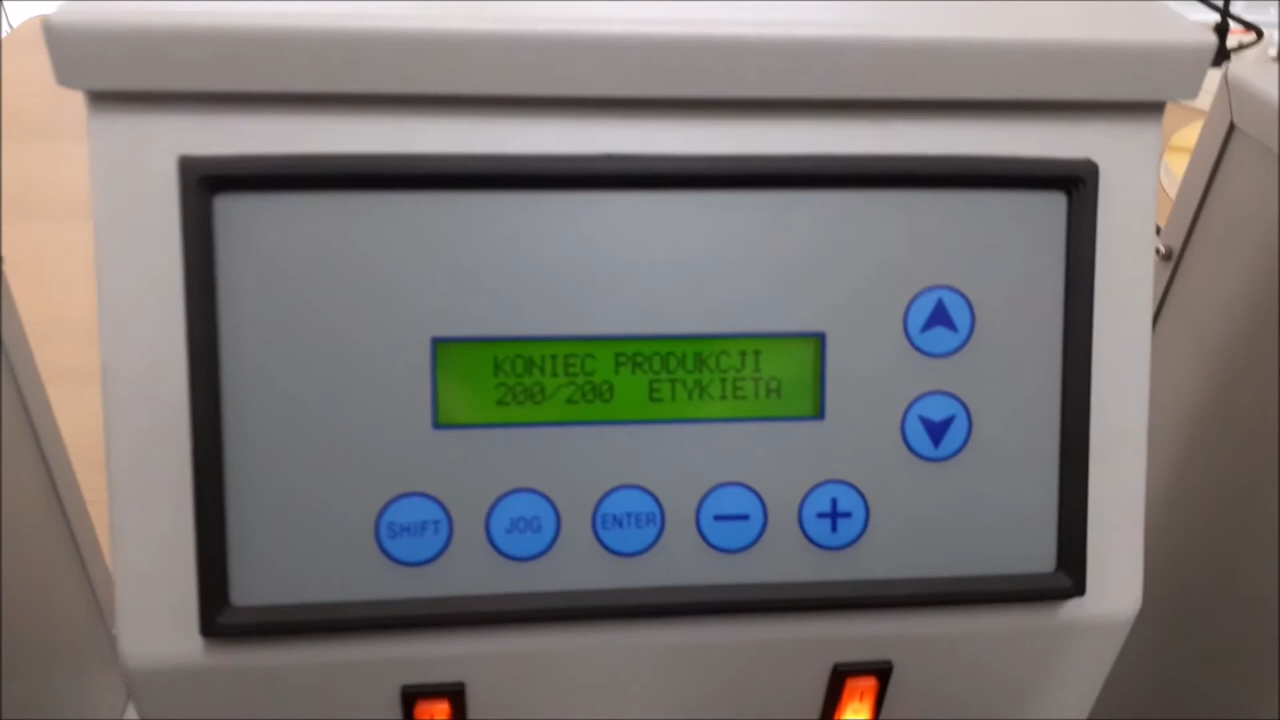 KONIEC PRODUKCJI
200/200 ETYKIETA
SHIFT
JOG
ENTER
−
+